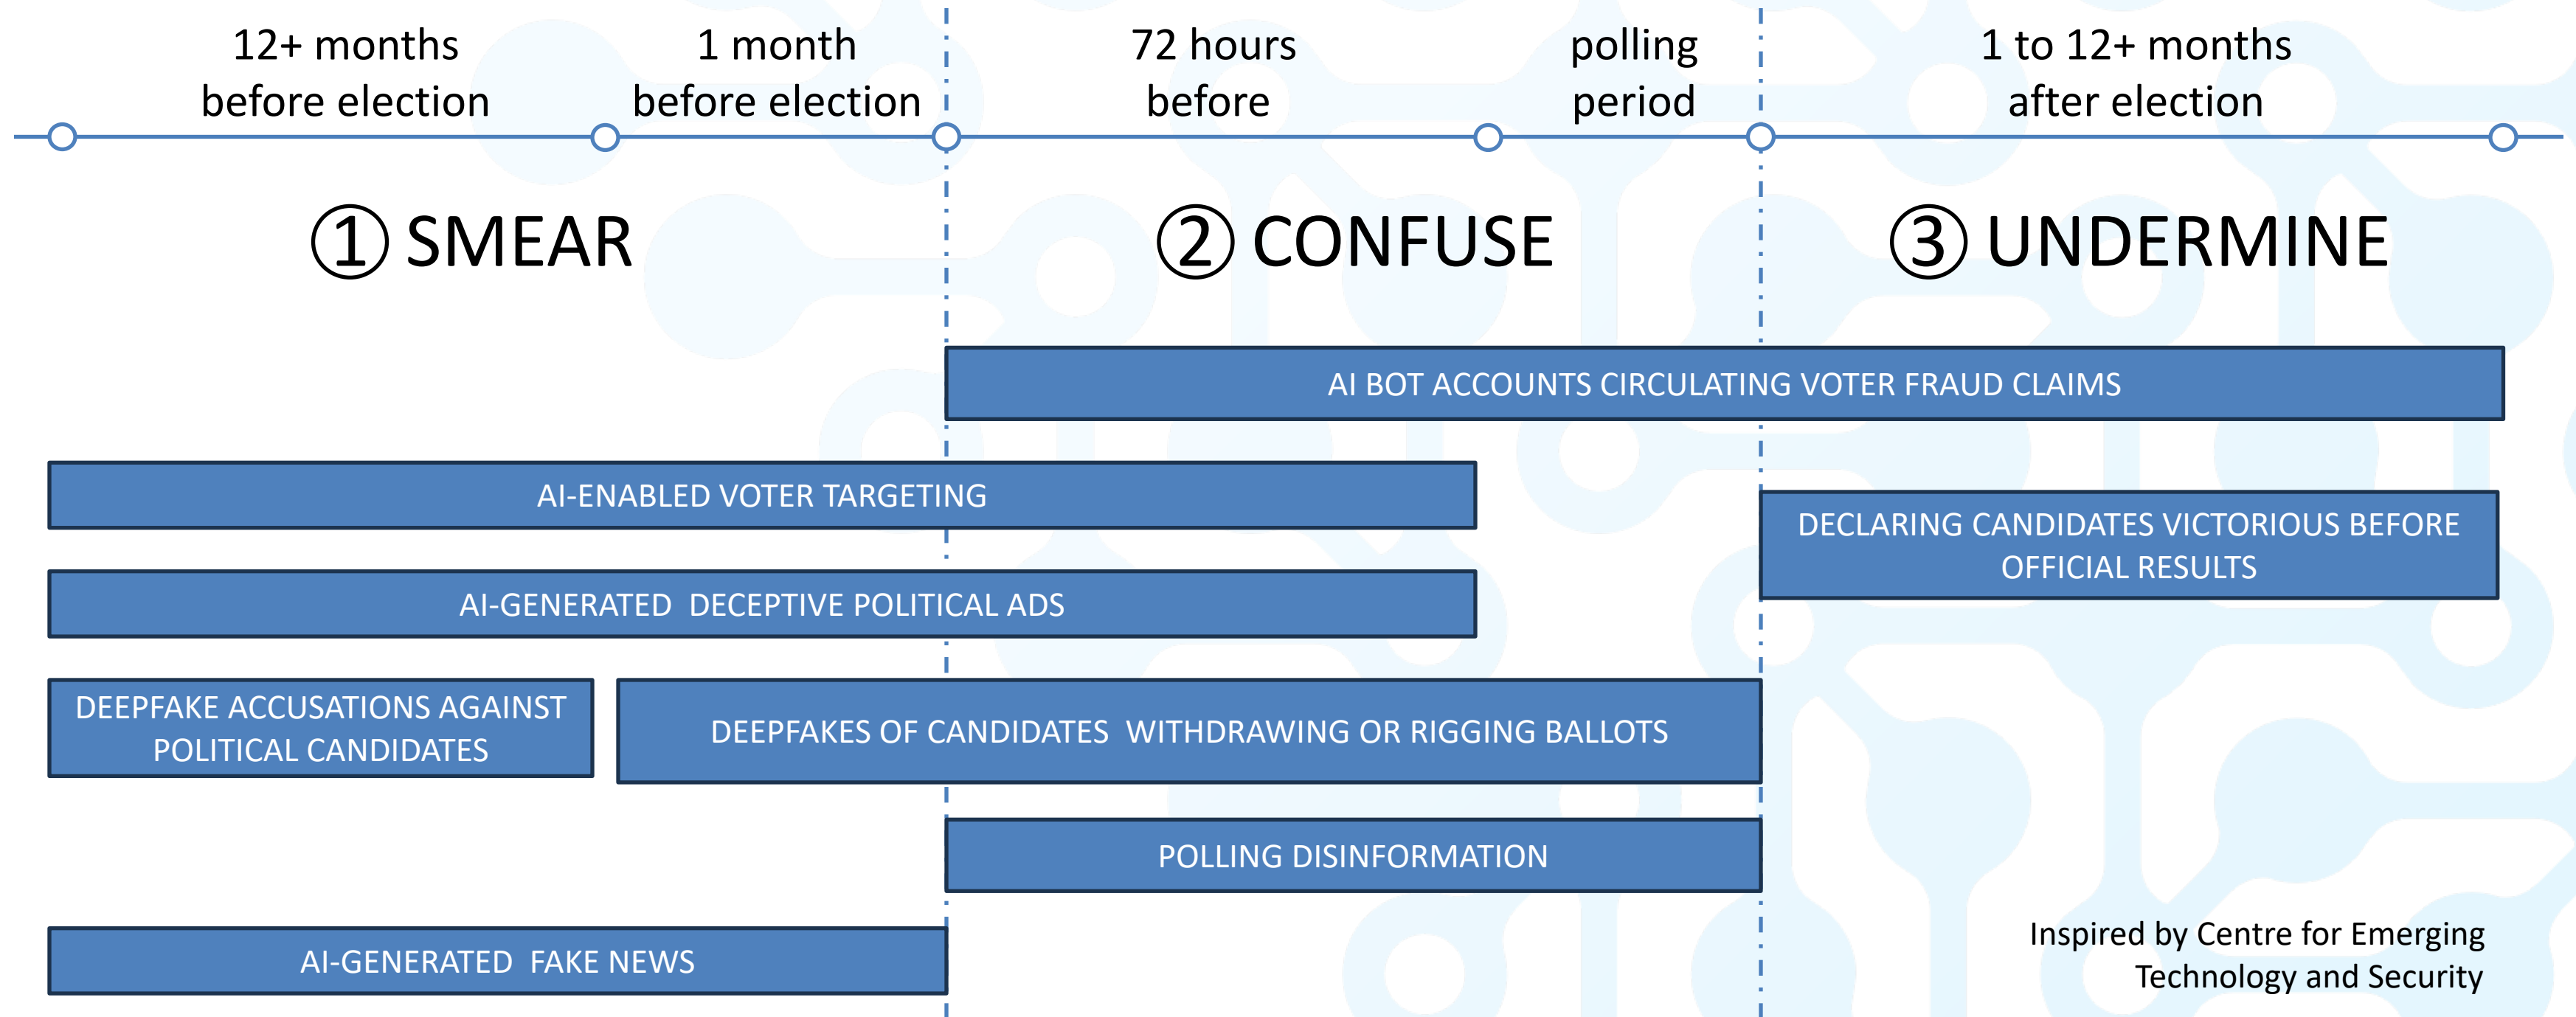 12+ months
before election
1 month
before election
72 hours
before
polling
period
1 to 12+ months
after election
① SMEAR
② CONFUSE
③ UNDERMINE
AI BOT ACCOUNTS CIRCULATING VOTER FRAUD CLAIMS
AI-ENABLED VOTER TARGETING
DECLARING CANDIDATES VICTORIOUS BEFORE
OFFICIAL RESULTS
AI-GENERATED DECEPTIVE POLITICAL ADS
DEEPFAKE ACCUSATIONS AGAINST
POLITICAL CANDIDATES
DEEPFAKES OF CANDIDATES WITHDRAWING OR RIGGING BALLOTS
POLLING DISINFORMATION
AI-GENERATED FAKE NEWS
Inspired by Centre for Emerging
Technology and Security